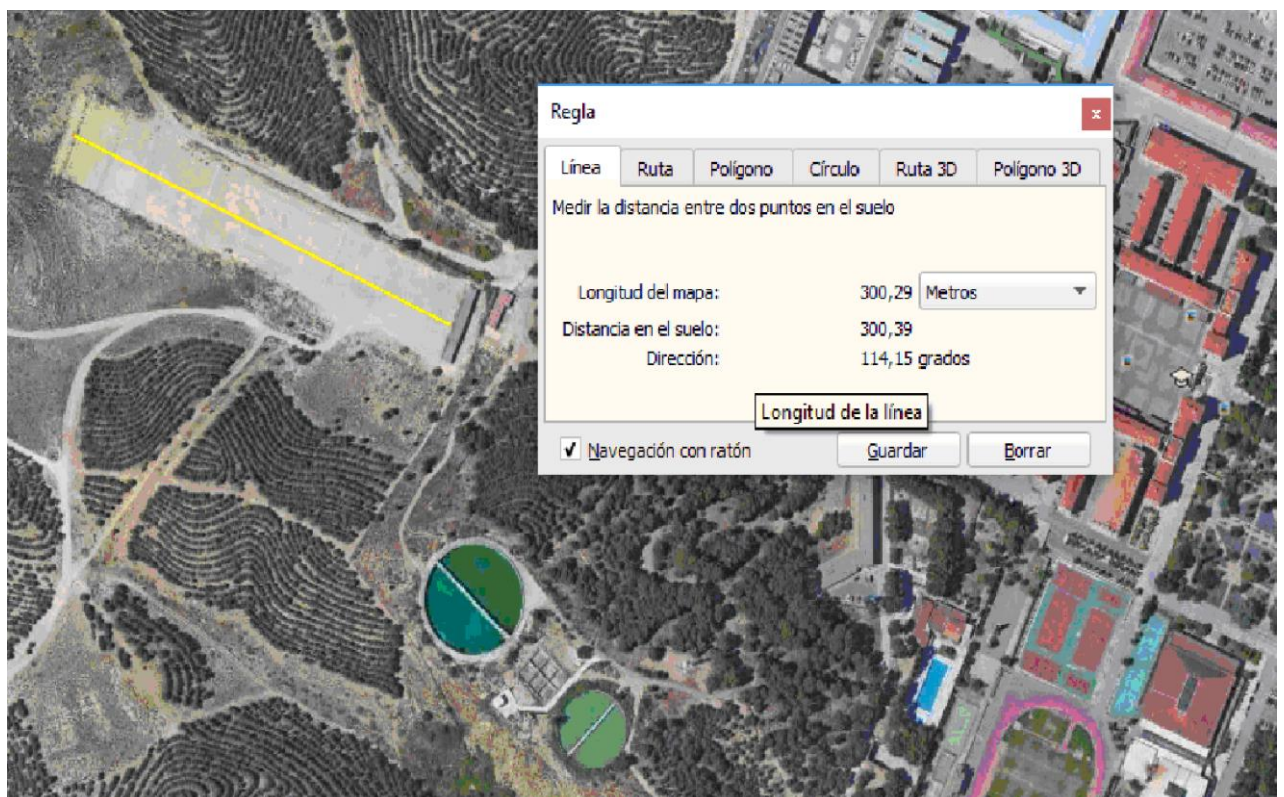 Regla
x
Línea Ruta Polígono Círculo Ruta 3D Polígono 3D
Medir la distancia entre dos puntos en el suelo
Longitud del mapa: 300,29 Metros
Distancia en el suelo: 300,39
Dirección: 114,15 grados
Longitud de la línea
Navegación con ratón Guardar Borrar